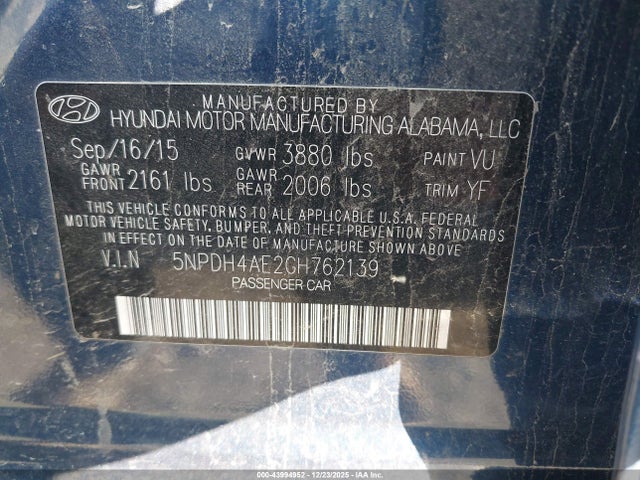 MANUFACTURED BY
HYUNDAI MOTOR MANUFACTURING ALABAMA, LLC
Sep/16/15 GVWR 3880 lbs PAINT VU
GAWR FRONT 2161 lbs GAWR REAR 2006 lbs TRIM YF
THIS VEHICLE CONFORMS TO ALL APPLICABLE U.S.A. FEDERAL
MOTOR VEHICLE SAFETY, BUMPER, AND THEFT PREVENTION
STANDARDS IN EFFECT ON THE DATE OF MANUFACTURE SHOWN ABOVE.
V.I.N 5NPDH4AE2GH762139
PASSENGER CAR
000-43994952 - 12/23/2025 - IAA Inc.